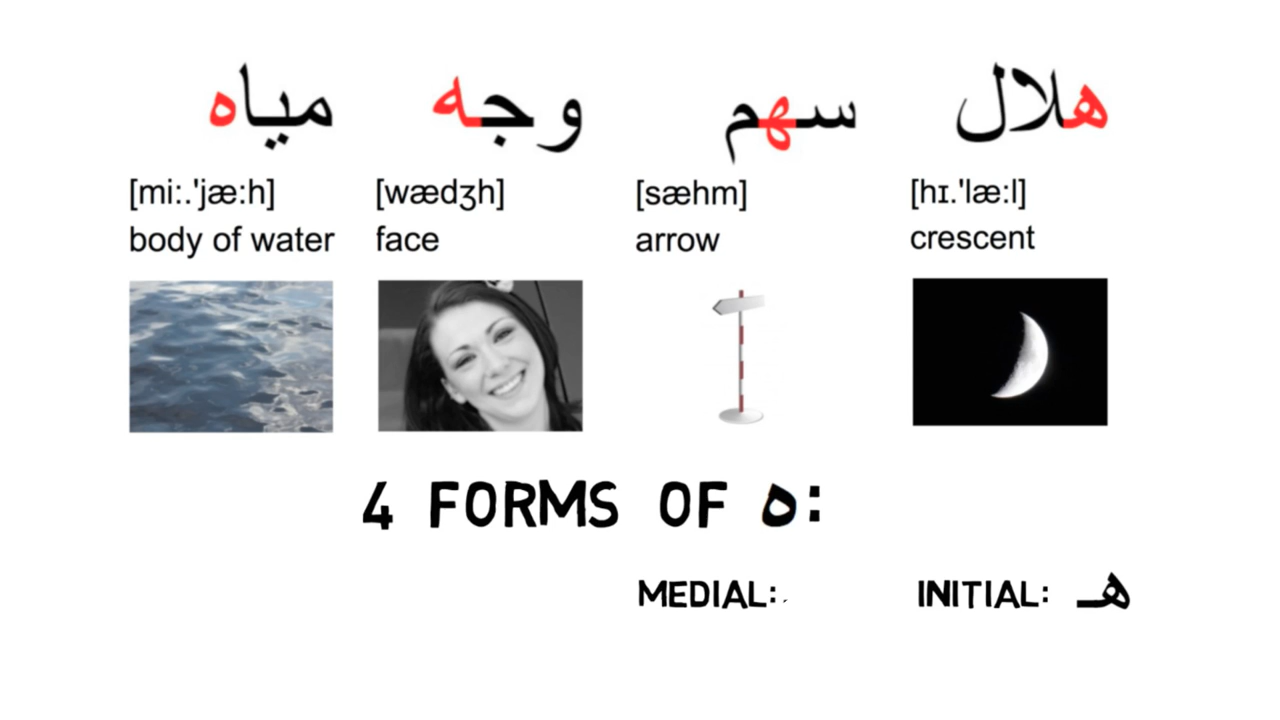 مياه وجه سهم هلال
[mi:.'jæ:h] [wædʒh] [sæhm] [hɪ.'læ:l]
body of water face arrow crescent
4 FORMS OF ه:
MEDIAL: INITIAL: هـ